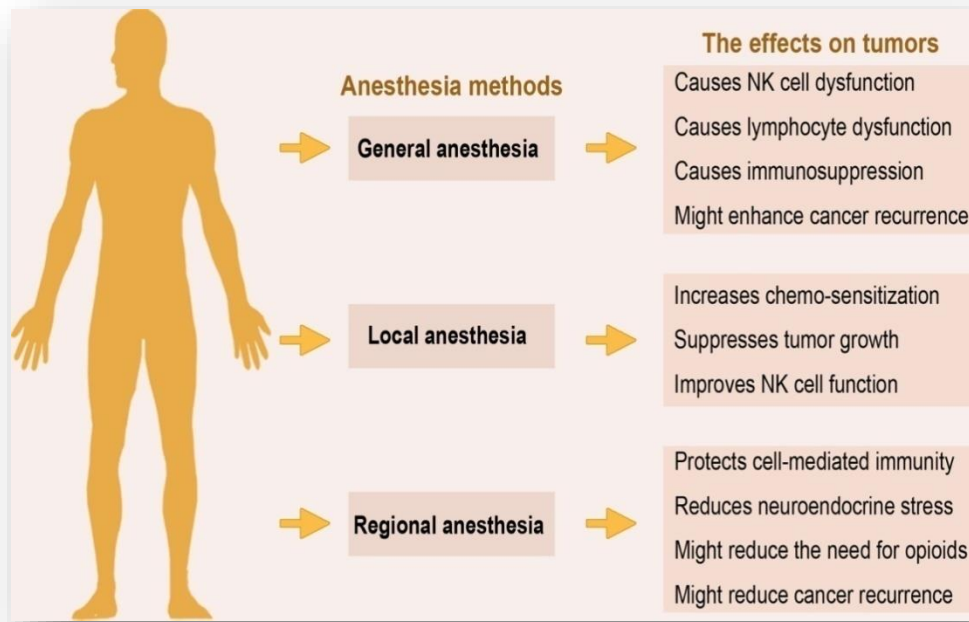 The effects on tumors
Anesthesia methods
General anesthesia
Causes NK cell dysfunction
Causes lymphocyte dysfunction
Causes immunosuppression
Might enhance cancer recurrence
Local anesthesia
Increases chemo-sensitization
Suppresses tumor growth
Improves NK cell function
Regional anesthesia
Protects cell-mediated immunity
Reduces neuroendocrine stress
Might reduce the need for opioids
Might reduce cancer recurrence